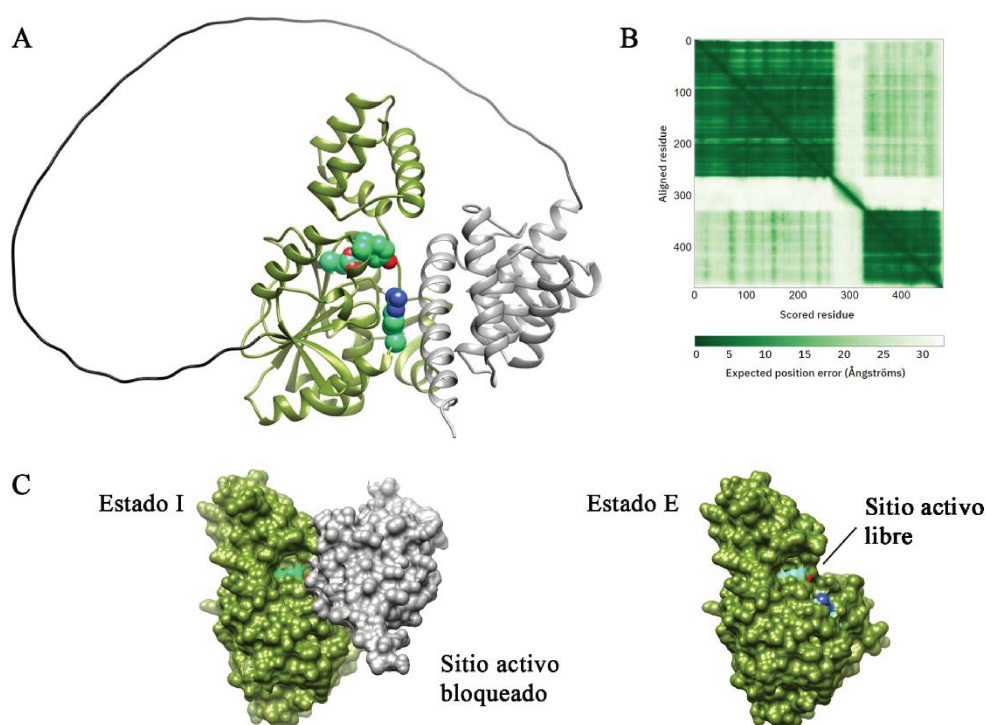 A
B
0
100
200
300
400
Aligned residue
0
100
200
300
400
Scored residue
0
5
10
15
20
25
30
Expected position error (Ångströms)
C
Estado I
Sitio activo
bloqueado
Estado E
Sitio activo
libre